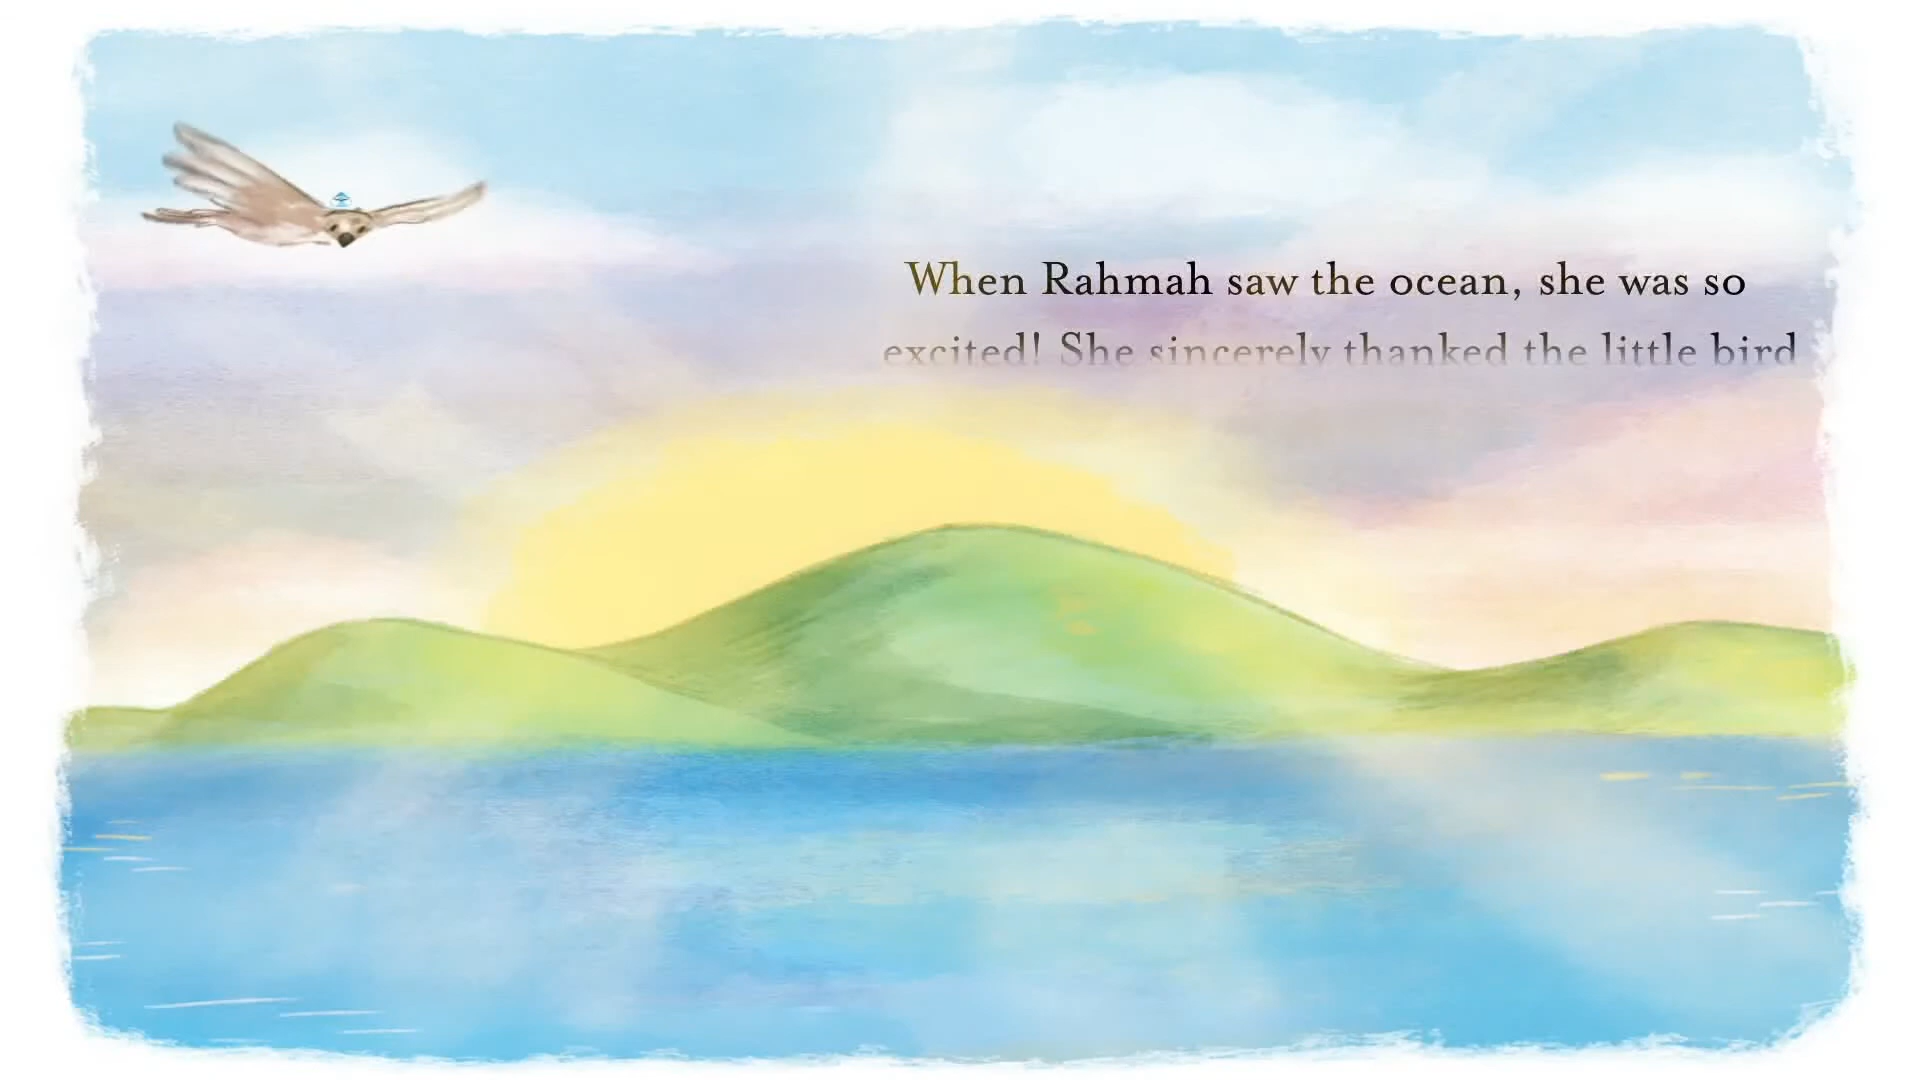 When Rahmah saw the ocean, she was so
excited! She sincerely thanked the little bird